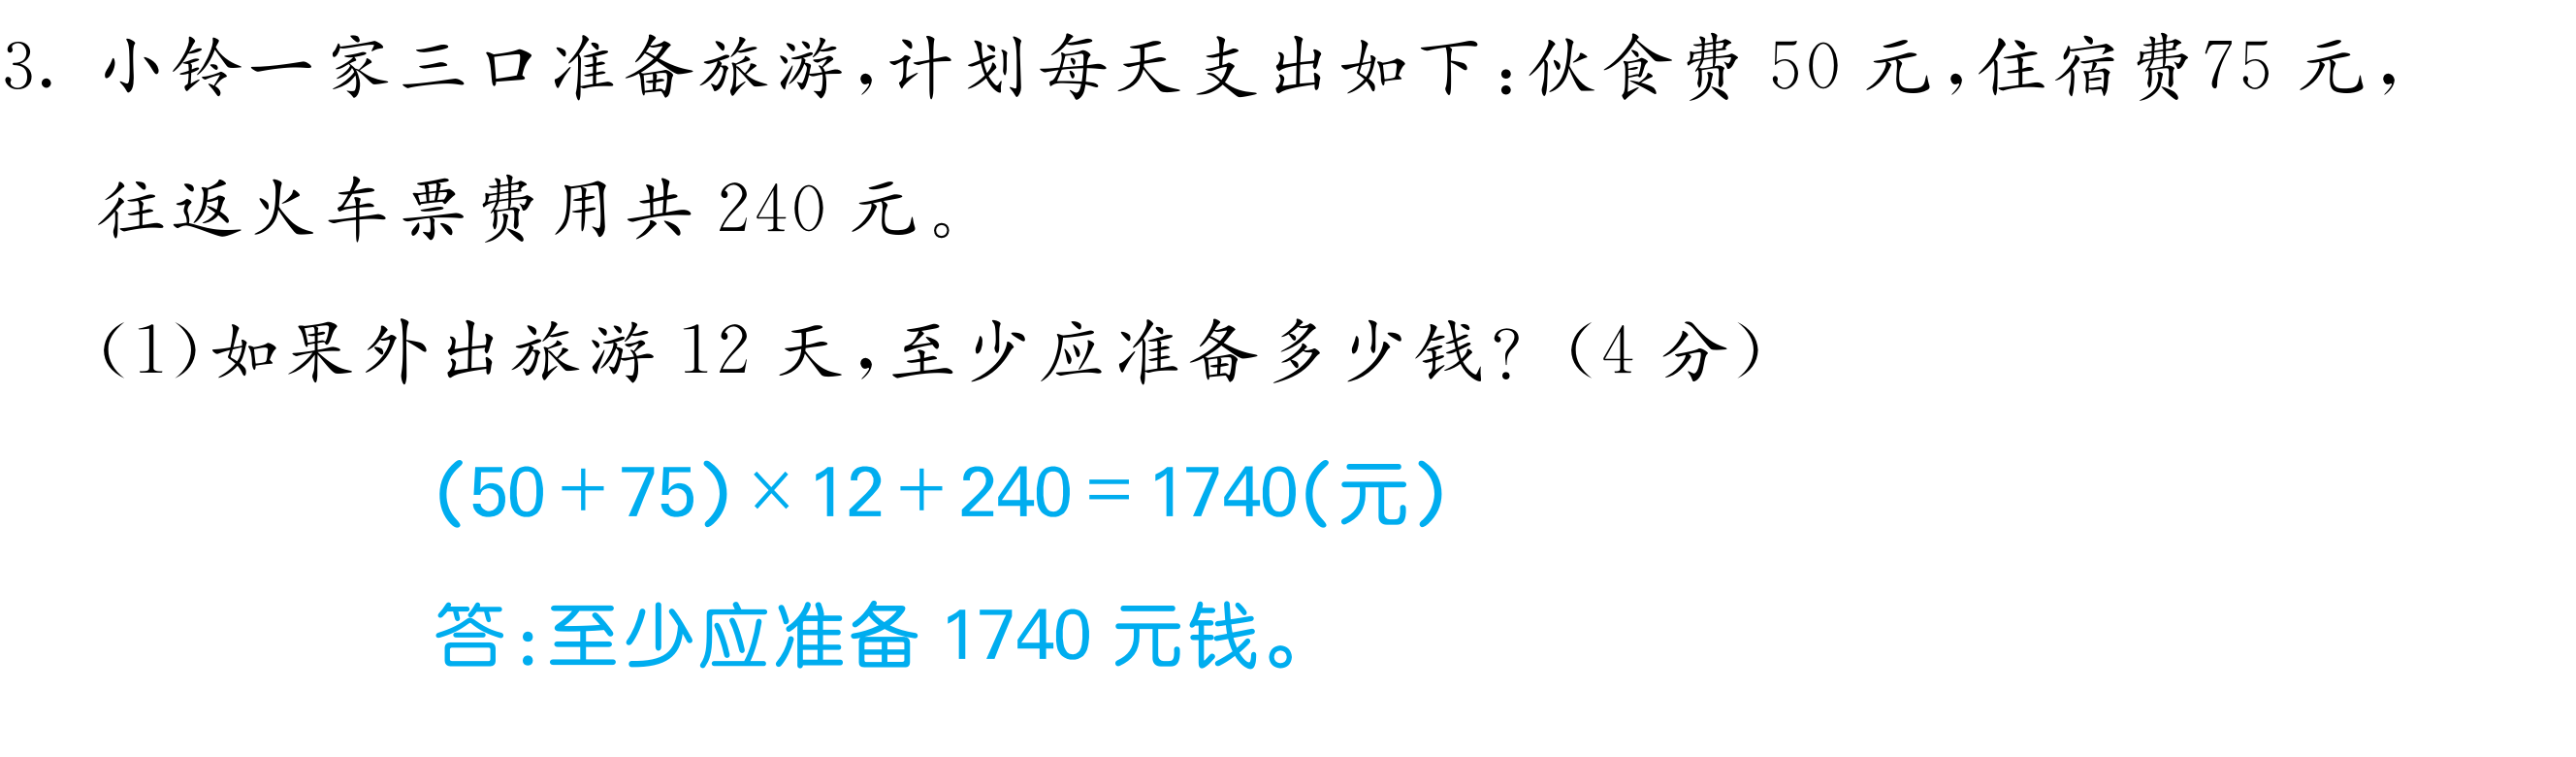 3. 小铃一家三口准备旅游,计划每天支出如下:伙食费 50 元,住宿费75 元,
往返火车票费用共 240 元。
(1)如果外出旅游 12 天,至少应准备多少钱?(4 分)
(50+75)×12+240=1740(元)
答:至少应准备 1740 元钱。